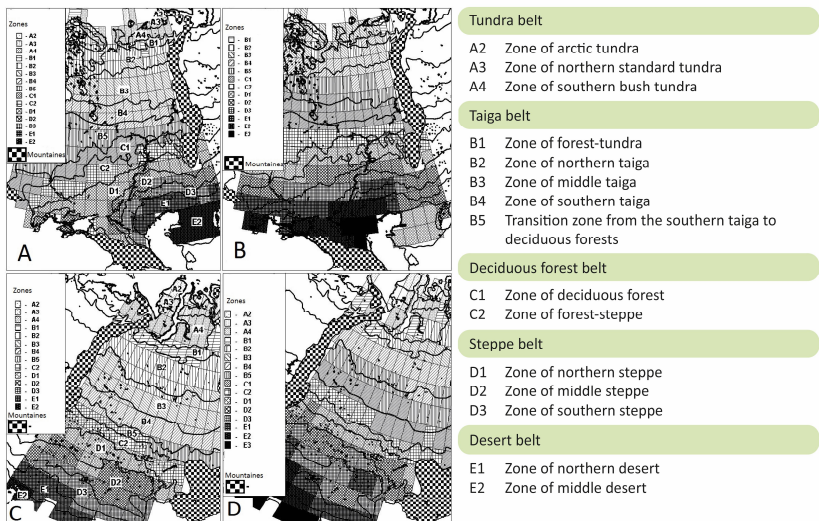 Zones
A2
A3
A4
B1
B2
B3
B4
B5
C1
C2
D1
D2
D3
E1
E2
Mountaines
A3
A3
A4
B1
B2
B3
B4
B5
C1
C2
D1
D2
D3
E1
E2
A
Zones
B1
B2
B3
B4
B5
C1
C2
D1
D2
D3
E1
E2
E2
Mountaines
B
Zones
A2
A3
A4
B1
B2
B3
B4
B5
C2
D1
D2
D3
E1
E2
Mountaines
A2
A3
A4
B1
B2
B3
B4
B5
C2
D1
D2
D3
E1
E2
C
Zones
A2
A3
A4
B1
B2
B3
B4
B5
C1
C2
D1
D2
D3
E1
E2
E3
Mountaines
D
Tundra belt
A2 Zone of arctic tundra
A3 Zone of northern standard tundra
A4 Zone of southern bush tundra
Taiga belt
B1 Zone of forest-tundra
B2 Zone of northern taiga
B3 Zone of middle taiga
B4 Zone of southern taiga
B5 Transition zone from the southern taiga to
deciduous forests
Deciduous forest belt
C1 Zone of deciduous forest
C2 Zone of forest-steppe
Steppe belt
D1 Zone of northern steppe
D2 Zone of middle steppe
D3 Zone of southern steppe
Desert belt
E1 Zone of northern desert
E2 Zone of middle desert